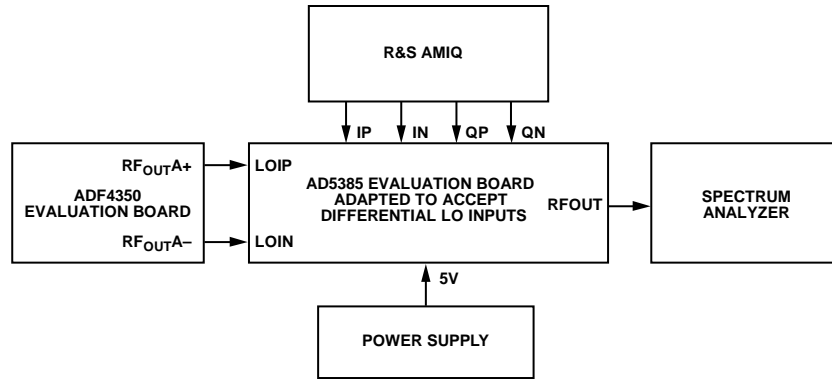 R&S AMIQ
IP IN QP QN
RFOUTA+
ADF4350
EVALUATION BOARD
RFOUTA–
LOIP
LOIN
AD5385 EVALUATION BOARD
ADAPTED TO ACCEPT
DIFFERENTIAL LO INPUTS
RFOUT
SPECTRUM
ANALYZER
5V
POWER SUPPLY